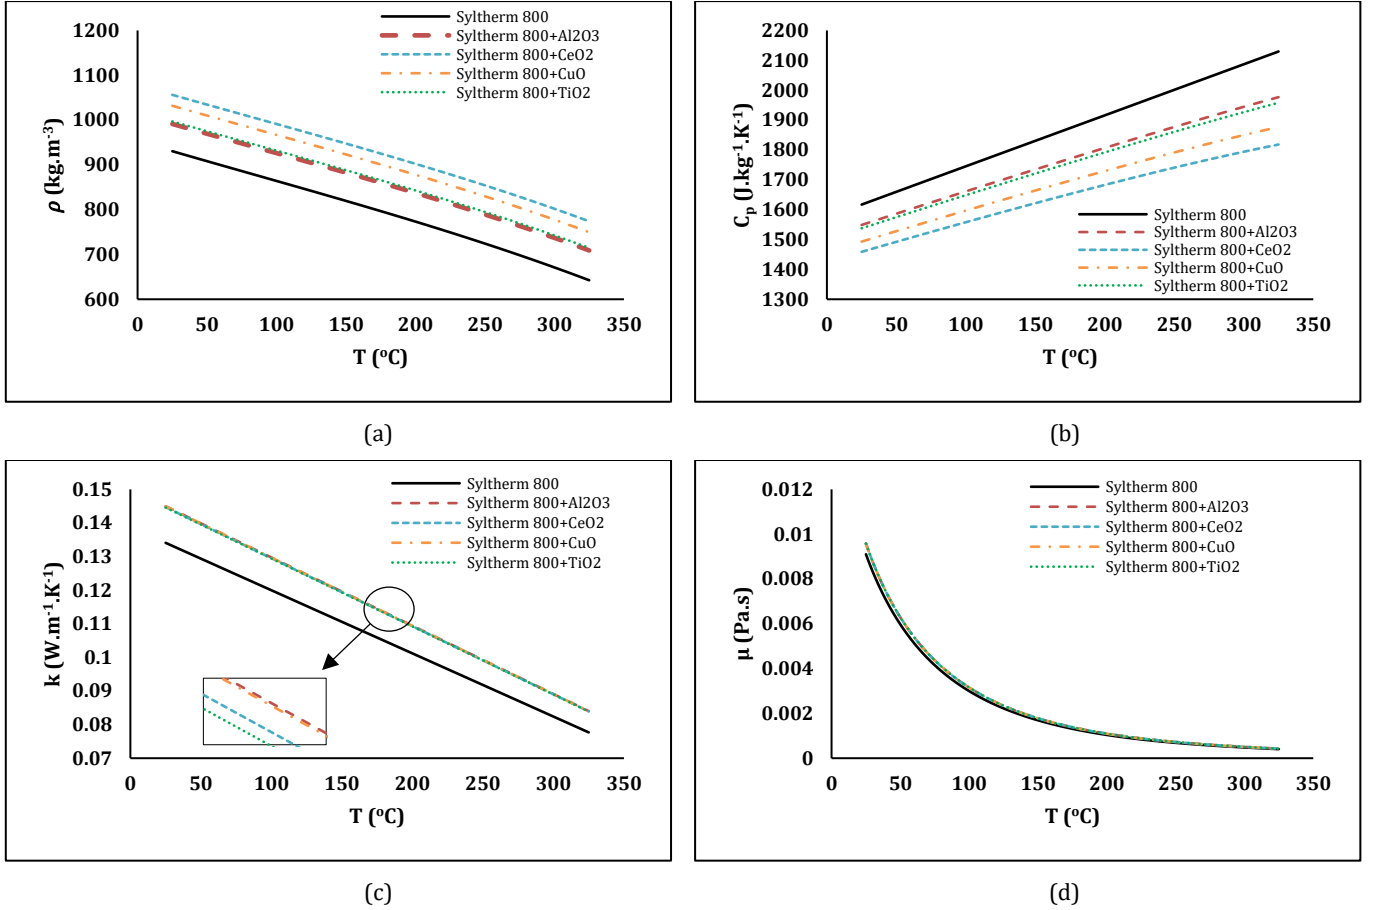 Syltherm 800
Syltherm 800+Al2O3
Syltherm 800+CeO2
Syltherm 800+CuO
Syltherm 800+TiO2
1200
1100
1000
900
800
700
600
ρ (kg.m-3)
0 50 100 150 200 250 300 350
T (oC)
(a)
2200
2100
2000
1900
1800
1700
1600
1500
1400
1300
Cp (J.kg-1.K-1)
Syltherm 800
Syltherm 800+Al2O3
Syltherm 800+CeO2
Syltherm 800+CuO
Syltherm 800+TiO2
0 50 100 150 200 250 300 350
T (oC)
(b)
Syltherm 800
Syltherm 800+Al2O3
Syltherm 800+CeO2
Syltherm 800+CuO
Syltherm 800+TiO2
0.15
0.14
0.13
0.12
0.11
0.1
0.09
0.08
0.07
k (W.m-1.K-1)
0 50 100 150 200 250 300 350
T (oC)
(c)
Syltherm 800
Syltherm 800+Al2O3
Syltherm 800+CeO2
Syltherm 800+CuO
Syltherm 800+TiO2
0.012
0.01
0.008
0.006
0.004
0.002
0
μ (Pa.s)
0 50 100 150 200 250 300 350
T (oC)
(d)